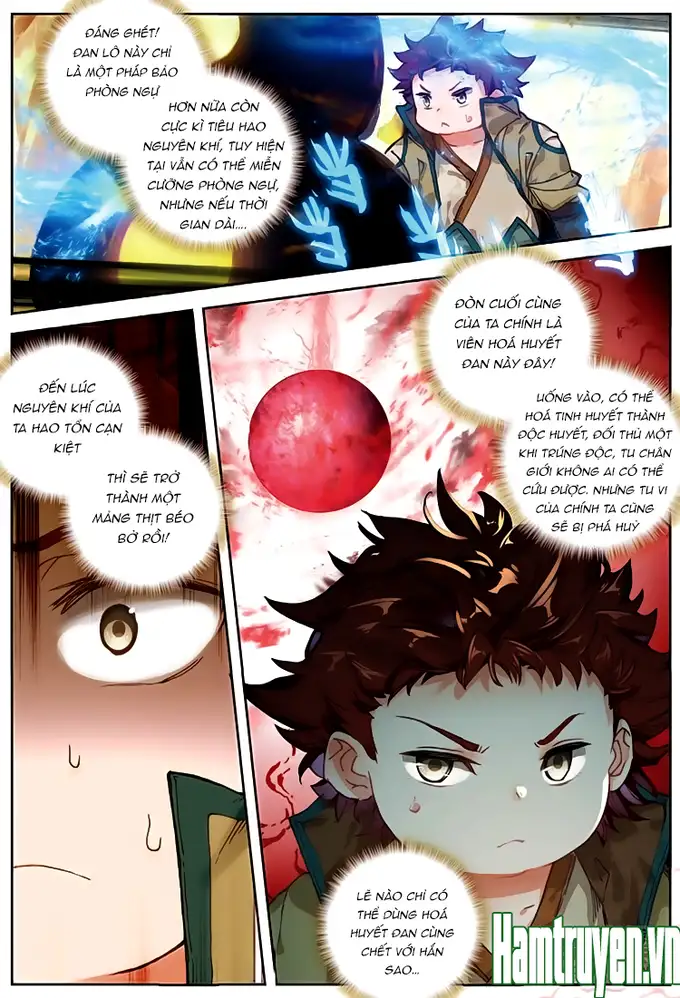 ĐÁNG GHÉT!
ĐAN LÔ NÀY CHỈ
LÀ MỘT PHÁP BẢO
PHÒNG NGỰ
HƠN NỮA CÒN
CỰC KÌ TIÊU HAO
NGUYÊN KHÍ, TUY HIỆN
TẠI VẪN CÓ THỂ MIỄN
CƯỠNG PHÒNG NGỰ,
NHƯNG NẾU THỜI
GIAN DÀI....
ĐẾN LÚC
NGUYÊN KHÍ CỦA
TA HAO TỔN CẠN
KIỆT
THÌ SẼ TRỞ
THÀNH MỘT
MẢNG THỊT BÉO
BỞ RỒI!
ĐÒN CUỐI CÙNG
CỦA TA CHÍNH LÀ
VIÊN HOÁ HUYẾT
ĐAN NÀY ĐÂY!
UỐNG VÀO, CÓ THỂ
HOÁ TINH HUYẾT THÀNH
ĐỘC HUYẾT, ĐỐI THỦ MỘT
KHI TRÚNG ĐỘC, TU CHÂN
GIỚI KHÔNG AI CÓ THỂ
CỨU ĐƯỢC. NHƯNG TU VI
CỦA CHÍNH TA CŨNG
SẼ BỊ PHÁ HUỶ
LẼ NÀO CHỈ CÓ
THỂ DÙNG HOÁ
HUYẾT ĐAN CÙNG
CHẾT VỚI HẮN
SAO...
Hamtruyen.vn